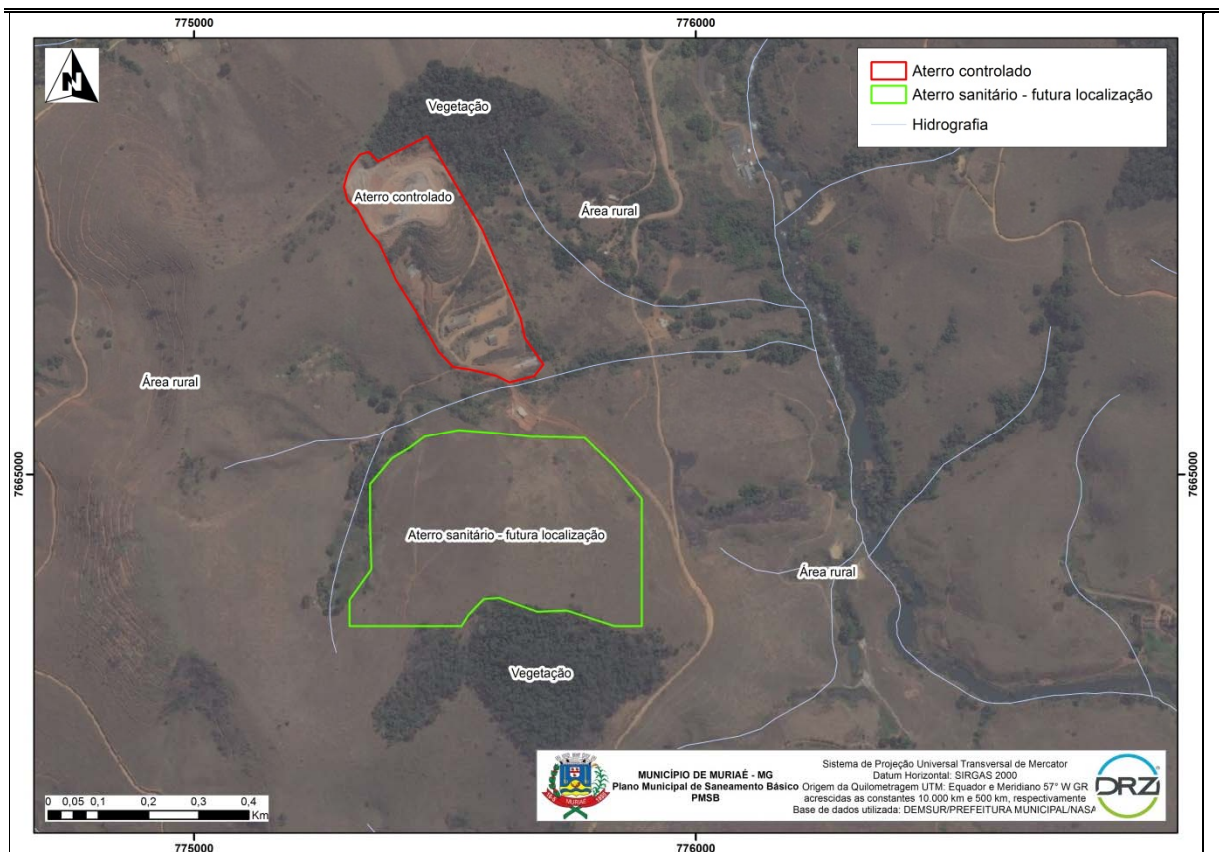 775000
776000
N
Aterro controlado
Aterro sanitário - futura localização
Hidrografia
Vegetação
Aterro controlado
Área rural
Área rural
7665000
7665000
Aterro sanitário - futura localização
Área rural
Vegetação
0 0,05 0,1 0,2 0,3 0,4
Km
MURIAÉ
MUNICÍPIO DE MURIAÉ - MG
Plano Municipal de Saneamento Básico
PMSB
Sistema de Projeção Universal Transversal de Mercator
Datum Horizontal: SIRGAS 2000
Origem da Quilometragem UTM: Equador e Meridiano 57° W GR
acrescidas as constantes 10.000 km e 500 km, respectivamente
Base de dados utilizada: DEMSUR/PREFEITURA MUNICIPAL/NASA
DRZ
775000
776000